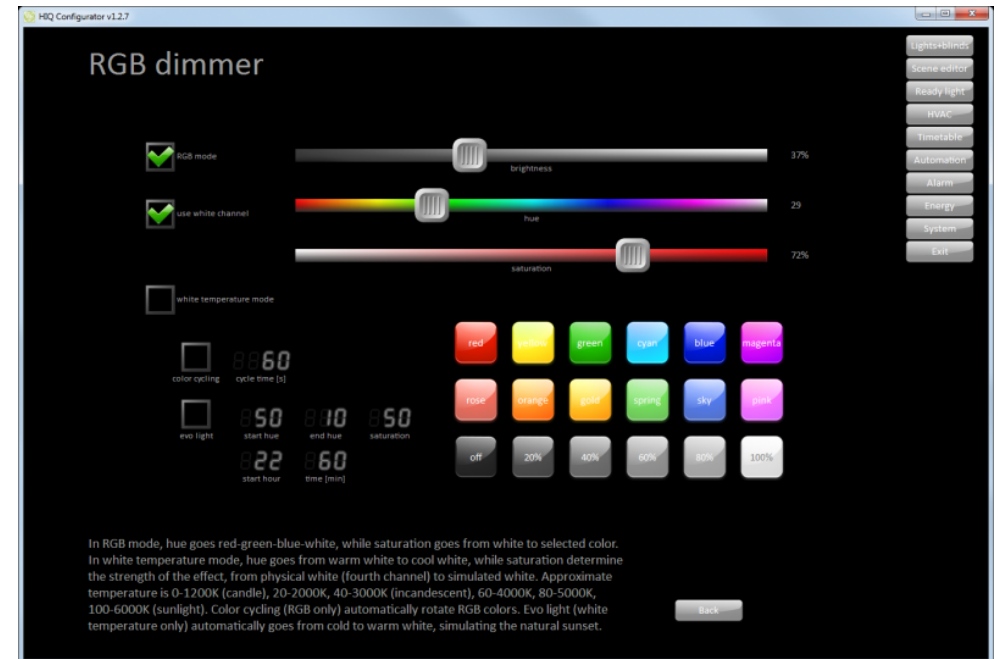 HIQ Configurator v1.2.7
RGB dimmer
Lights+blinds
Scene editor
Ready light
HVAC
Timetable
Automation
Alarm
Energy
System
Exit
RGB mode
brightness
37%
use white channel
hue
29
saturation
72%
white temperature mode
color cycling
60
cycle time [s]
evo light
50 10 50
start hue end hue saturation
22 60
start hour time [min]
red yellow green cyan blue magenta
rose orange gold spring sky pink
off 20% 40% 60% 80% 100%
In RGB mode, hue goes red-green-blue-white, while saturation goes from white to selected color.
In white temperature mode, hue goes from warm white to cool white, while saturation determine
the strength of the effect, from physical white (fourth channel) to simulated white. Approximate
temperature is 0-1200K (candle), 20-2000K, 40-3000K (incandescent), 60-4000K, 80-5000K,
100-6000K (sunlight). Color cycling (RGB only) automatically rotate RGB colors. Evo light (white
temperature only) automatically goes from cold to warm white, simulating the natural sunset.
Back